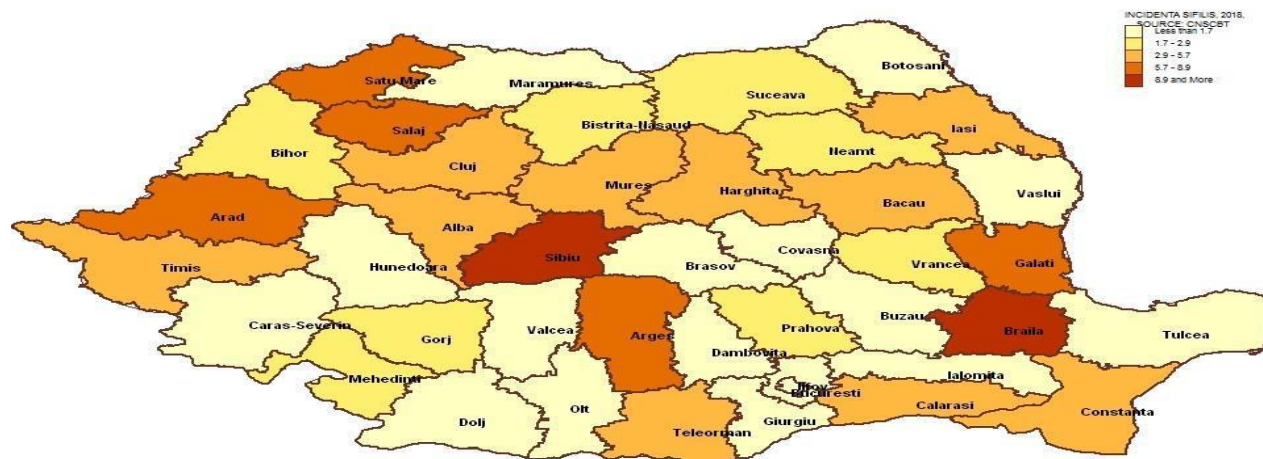 INCIDENTA SIFILIS, 2018,
SOURCE: CNSCBT
Less than 1.7
1.7 - 2.9
2.9 - 5.7
5.7 - 8.9
8.9 and More
Botosani
Satu Mare
Maramures
Suceava
Salaj
Bistrita-Nasaud
Iasi
Bihor
Cluj
Neamt
Mures
Harghita
Vaslui
Bacau
Arad
Alba
Covasna
Sibiu
Timis
Hunedoara
Brasov
Vrancea
Galati
Caras-Severin
Valcea
Buzau
Gorj
Arges
Prahova
Braila
Tulcea
Dambovita
Mehedinti
Ialomita
Ilfov
Bucuresti
Olt
Calarasi
Constanta
Dolj
Giurgiu
Teleorman